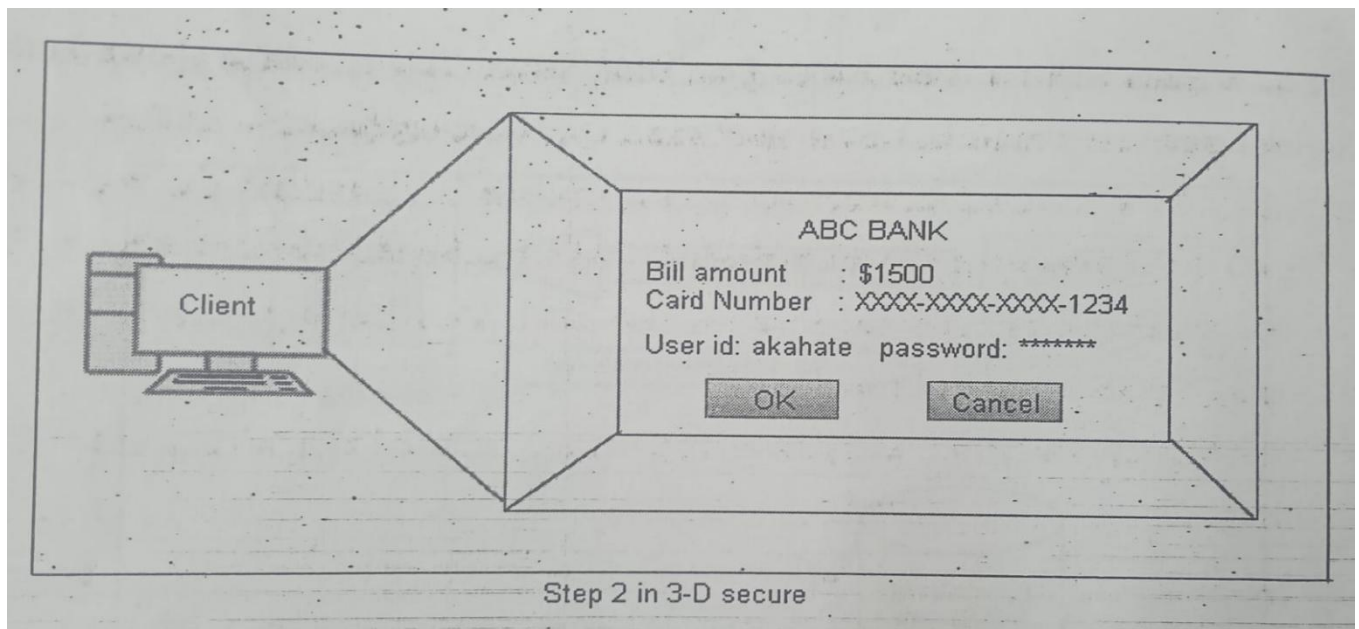 Client
ABC BANK
Bill amount : $1500
Card Number : XXXX-XXXX-XXXX-1234
User id: akahate password: *******
OK Cancel
Step 2 in 3-D secure